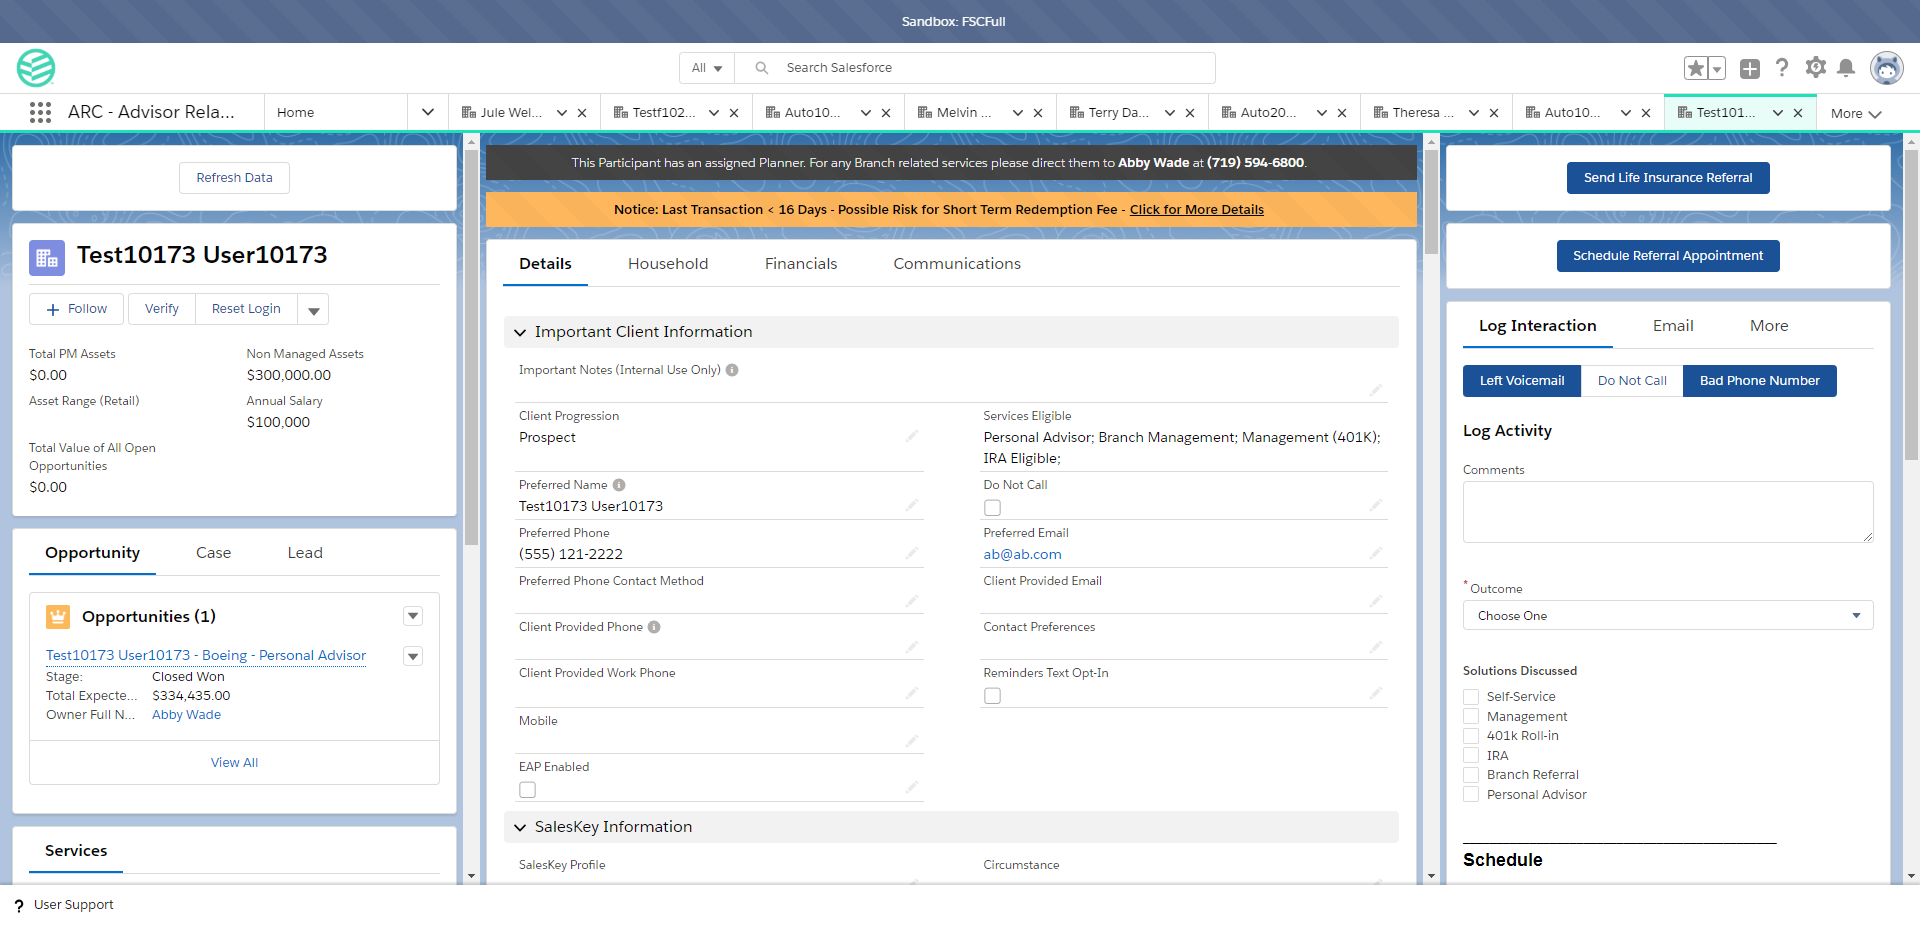 Sandbox: FSCFull
All
Search Salesforce
ARC - Advisor Rela...
Home
Jule Wel...
Testf102...
Auto10...
Melvin ...
Terry Da...
Auto20...
Theresa ...
Auto10...
Test101...
More
Refresh Data
Test10173 User10173
Follow
Verify
Reset Login
Total PM Assets
$0.00
Non Managed Assets
$300,000.00
Asset Range (Retail)
Annual Salary
$100,000
Total Value of All Open
Opportunities
$0.00
Opportunity
Case
Lead
Opportunities (1)
Test10173 User10173 - Boeing - Personal Advisor
Stage: Closed Won
Total Expecte... $334,435.00
Owner Full N... Abby Wade
View All
Services
This Participant has an assigned Planner. For any Branch related services please direct them to Abby Wade at (719) 594-6800.
Notice: Last Transaction < 16 Days - Possible Risk for Short Term Redemption Fee - Click for More Details
Details
Household
Financials
Communications
Important Client Information
Important Notes (Internal Use Only)
Client Progression
Prospect
Services Eligible
Personal Advisor; Branch Management; Management (401K);
IRA Eligible;
Preferred Name
Test10173 User10173
Do Not Call
Preferred Phone
(555) 121-2222
Preferred Email
ab@ab.com
Preferred Phone Contact Method
Client Provided Email
Client Provided Phone
Contact Preferences
Client Provided Work Phone
Reminders Text Opt-In
Mobile
EAP Enabled
SalesKey Information
SalesKey Profile
Circumstance
Send Life Insurance Referral
Schedule Referral Appointment
Log Interaction
Email
More
Left Voicemail
Do Not Call
Bad Phone Number
Log Activity
Comments
* Outcome
Choose One
Solutions Discussed
Self-Service
Management
401k Roll-in
IRA
Branch Referral
Personal Advisor
Schedule
? User Support